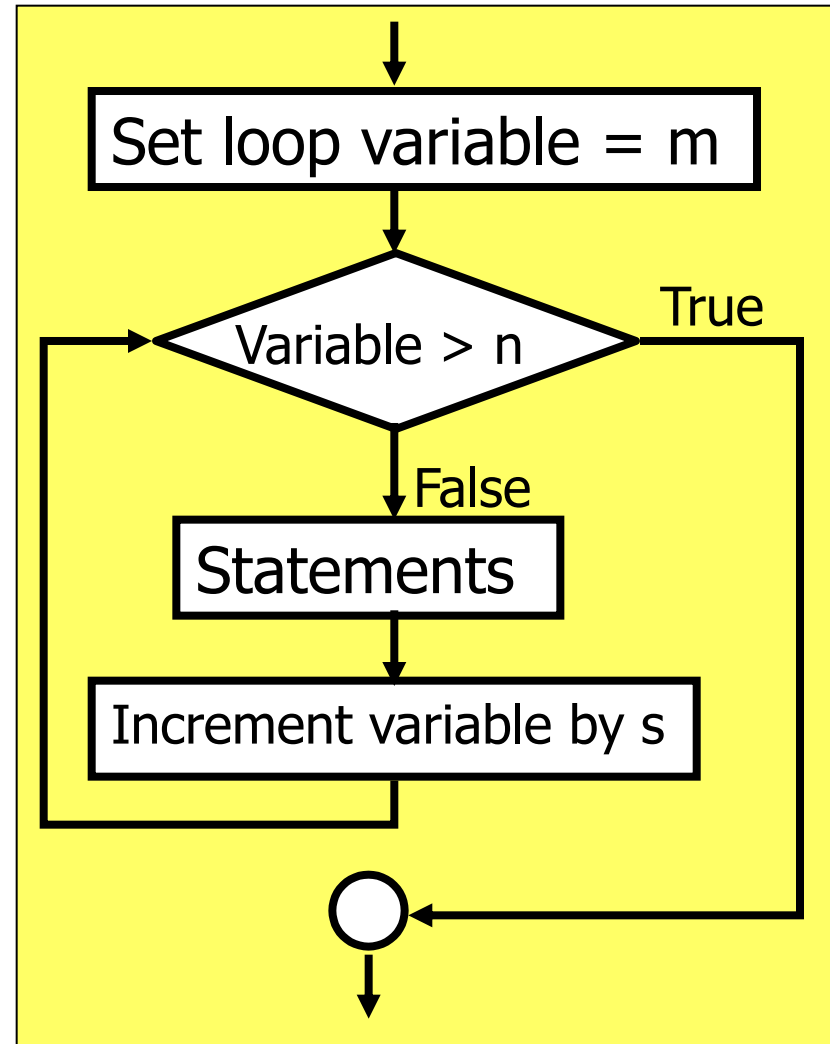 Set loop variable = m
True
Variable > n
False
Statements
Increment variable by s